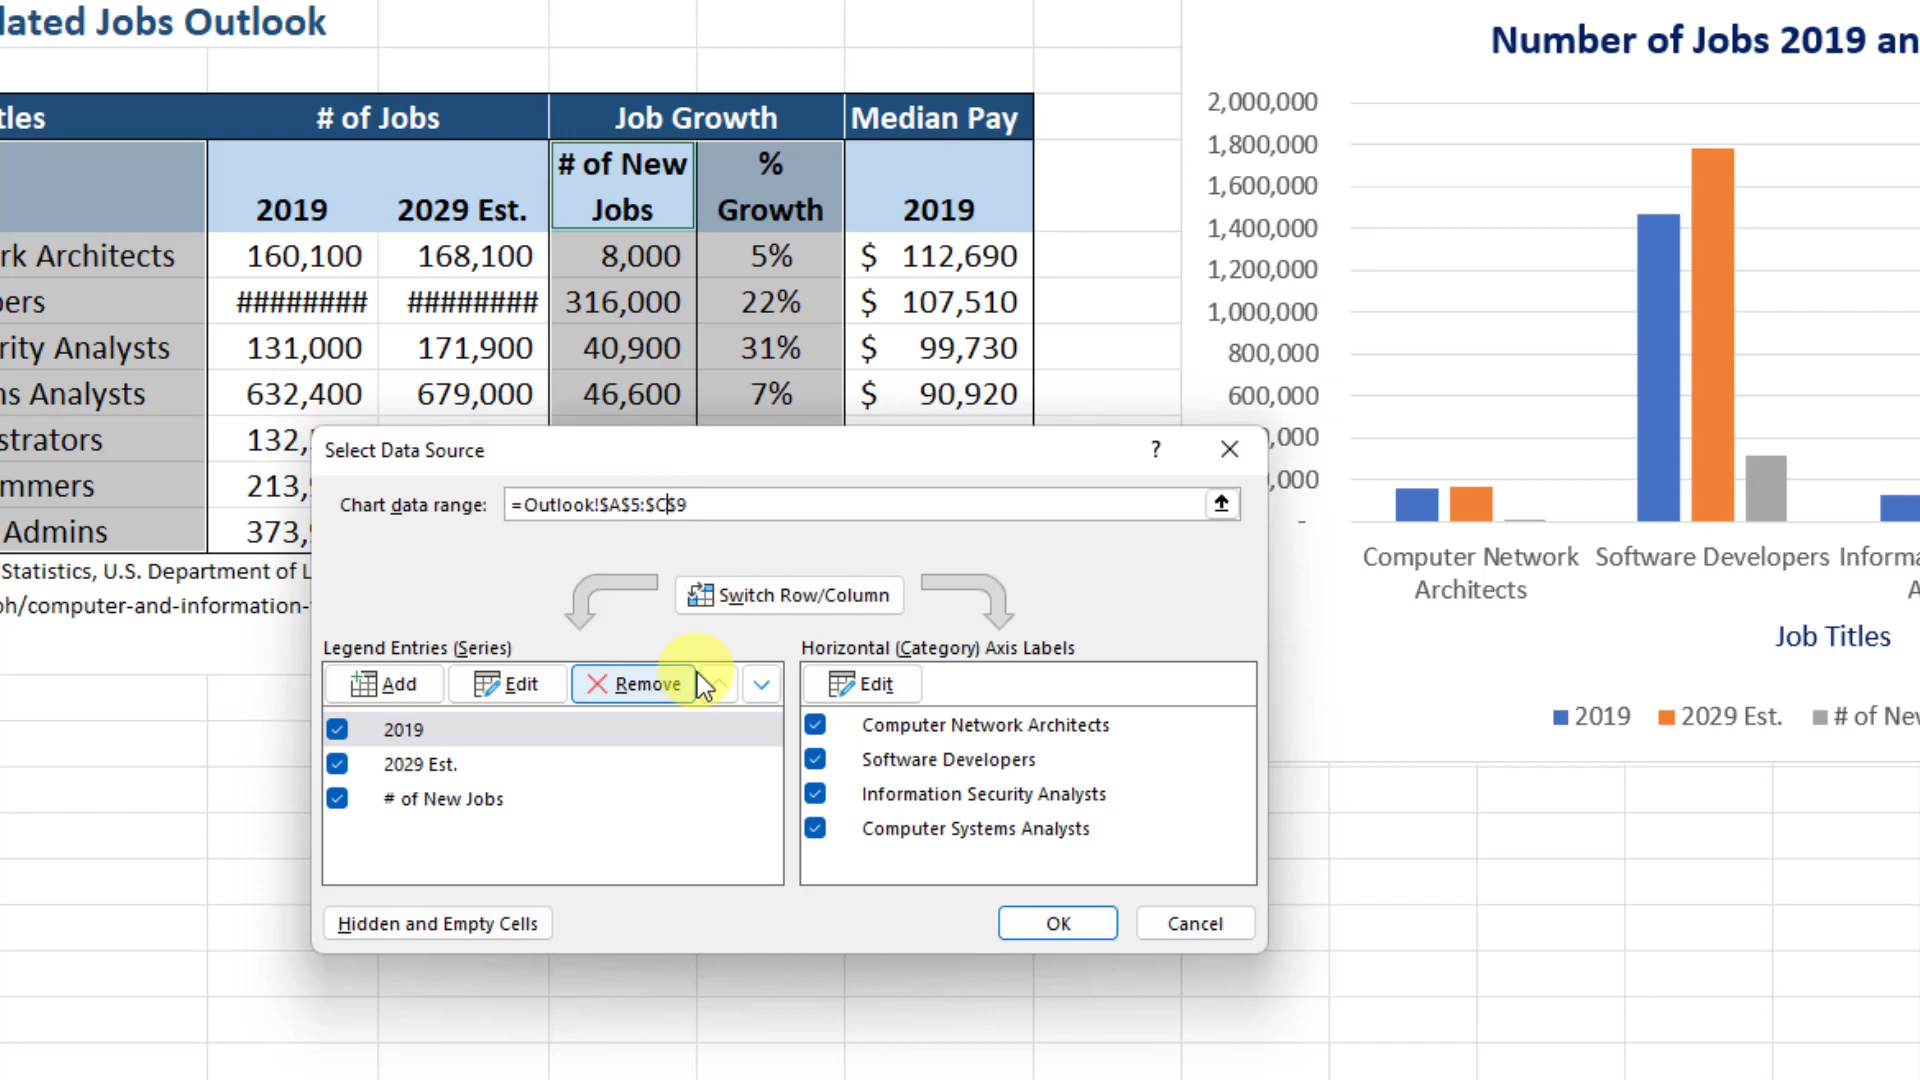 lated Jobs Outlook
Number of Jobs 2019 an
tles # of Jobs Job Growth Median Pay
2019 2029 Est. # of New Jobs % Growth 2019
rk Architects 160,100 168,100 8,000 5% $ 112,690
pers ######## ######## 316,000 22% $ 107,510
rity Analysts 131,000 171,900 40,900 31% $ 99,730
ns Analysts 632,400 679,000 46,600 7% $ 90,920
strators 132,
mmers 213,
Admins 373,
Statistics, U.S. Department of L
oh/computer-and-information-
Select Data Source ?
Chart data range: =Outlook!$A$5:$C$9
Switch Row/Column
Legend Entries (Series)
Add Edit Remove
2019
2029 Est.
# of New Jobs
Horizontal (Category) Axis Labels
Edit
Computer Network Architects
Software Developers
Information Security Analysts
Computer Systems Analysts
Hidden and Empty Cells OK Cancel
2,000,000
1,800,000
1,600,000
1,400,000
1,200,000
1,000,000
800,000
600,000
,000
,000
-
Computer Network Software Developers Informa
Architects A
Job Titles
2019 2029 Est. # of New